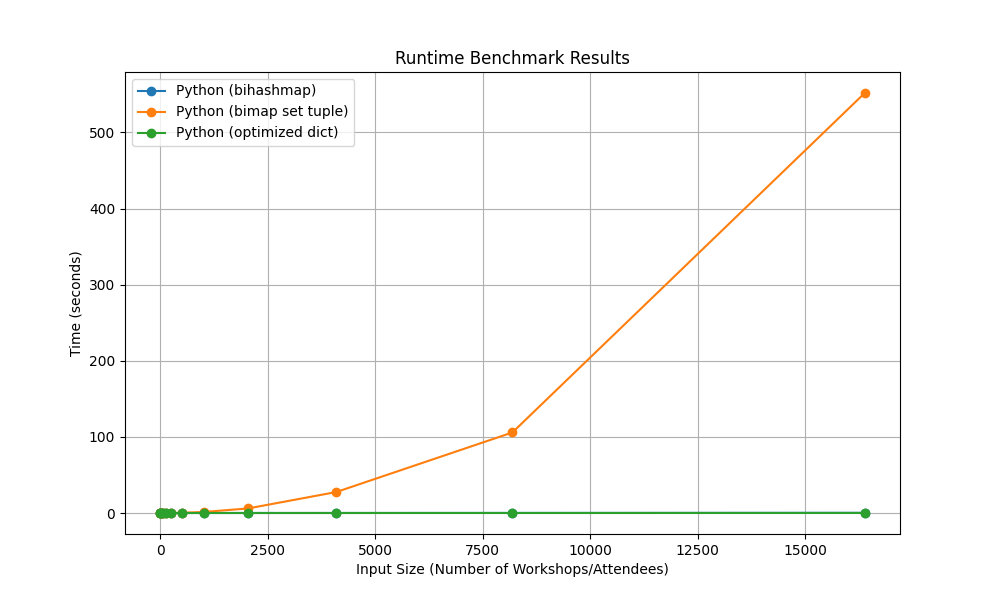 Runtime Benchmark Results
Python (bihashmap)
Python (bimap set tuple)
Python (optimized dict)
500
400
300
200
100
0
Time (seconds)
0 2500 5000 7500 10000 12500 15000
Input Size (Number of Workshops/Attendees)